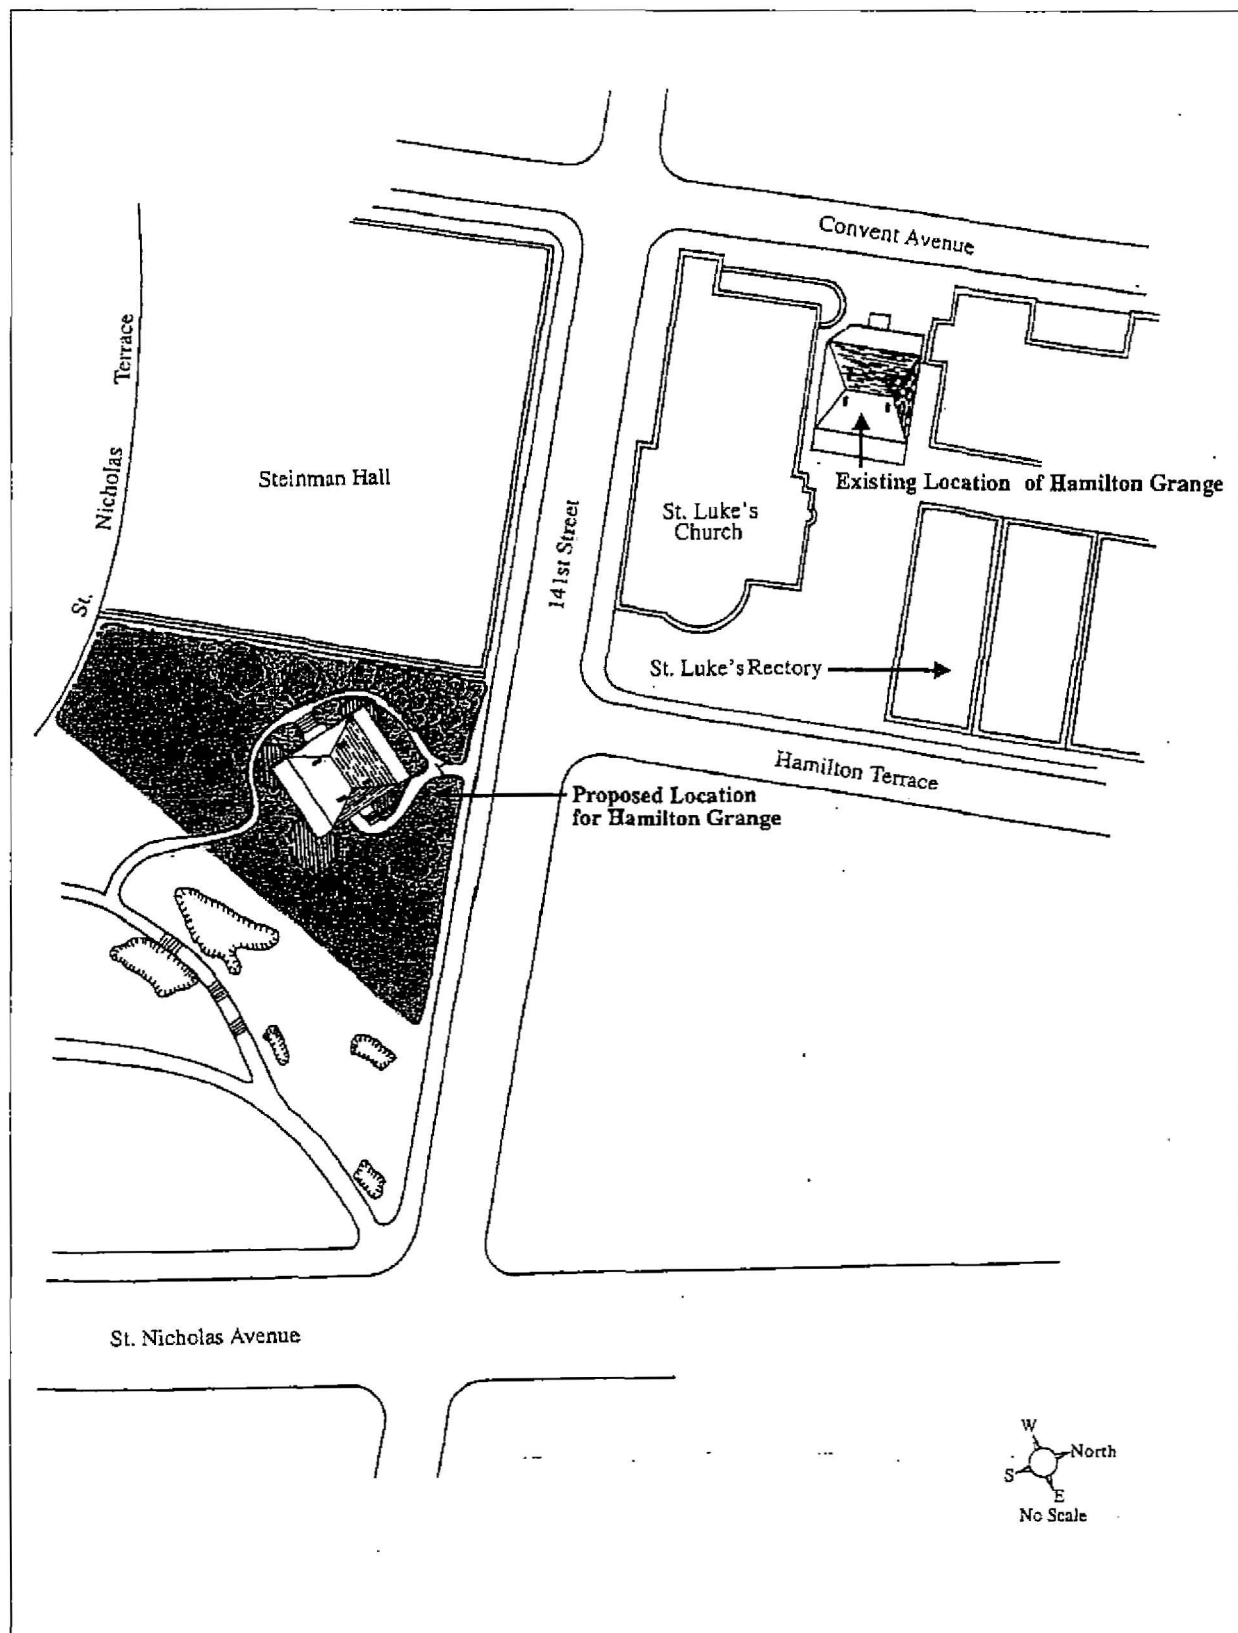 Convent Avenue
St. Nicholas Terrace
Steinman Hall
Existing Location of Hamilton Grange
141st Street
St. Luke's
Church
St. Luke's Rectory
Hamilton Terrace
Proposed Location
for Hamilton Grange
St. Nicholas Avenue
W
North
S
E
No Scale